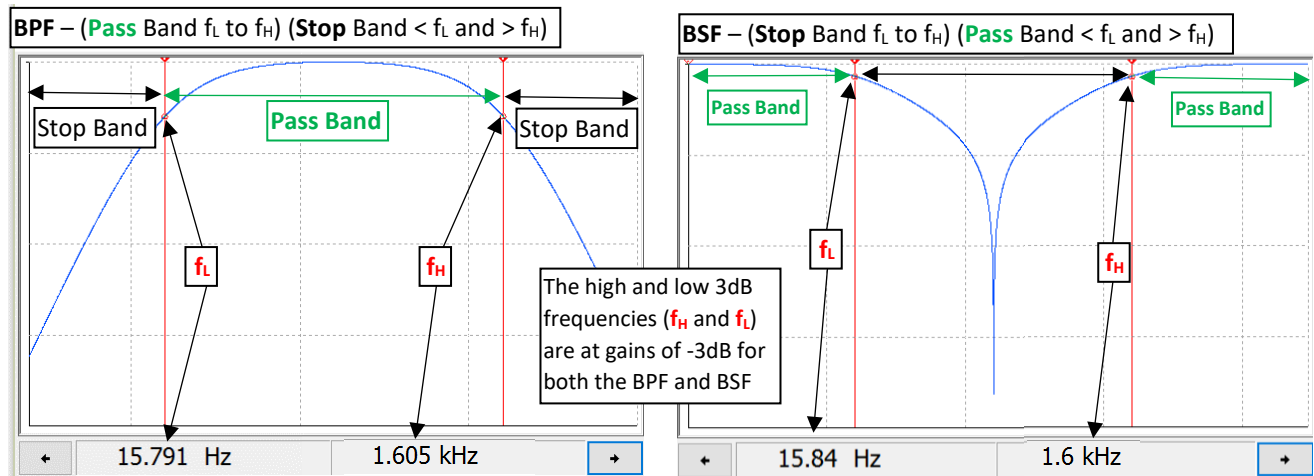 BPF – (Pass Band fL to fH) (Stop Band < fL and > fH)
Stop Band
Pass Band
Stop Band
fL
fH
15.791 Hz
1.605 kHz
The high and low 3dB
frequencies (fH and fL)
are at gains of -3dB for
both the BPF and BSF
BSF – (Stop Band fL to fH) (Pass Band < fL and > fH)
Pass Band
Pass Band
fL
fH
15.84 Hz
1.6 kHz